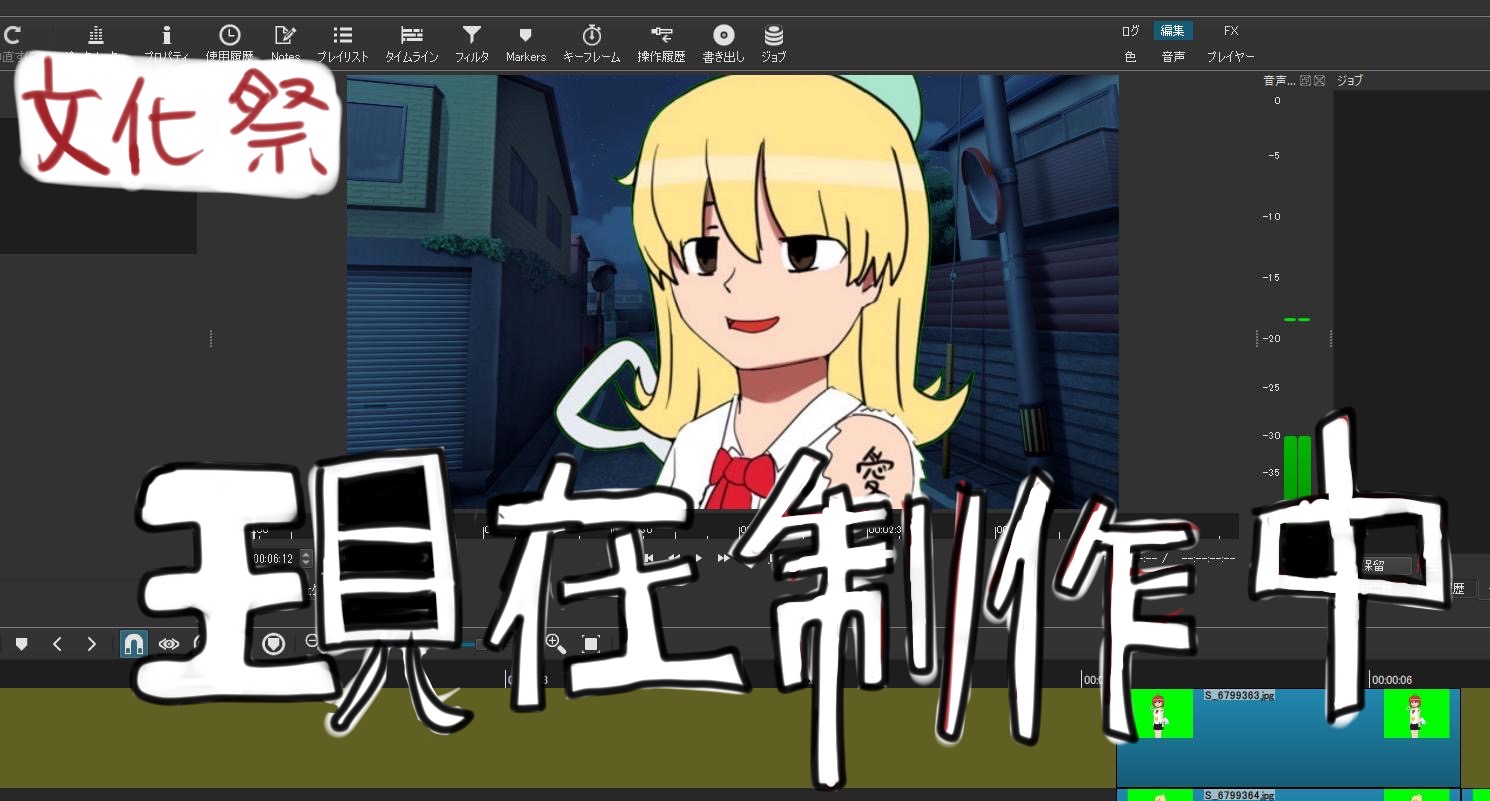 ログ 編集 FX
プロパティ 使用履歴 Notes プレイリスト タイムライン フィルタ Markers キーフレーム 操作履歴 書き出し ジョブ 色 音声 プレイヤー
文化祭
音声... ジョブ
0
-5
-10
-15
-20
-25
-30
-35
愛
現在制作中
00:02:3
00:06:12
--:--:--:--
保留
歴
00:00:06
S_6799363.jpg
S_6799364.jpg